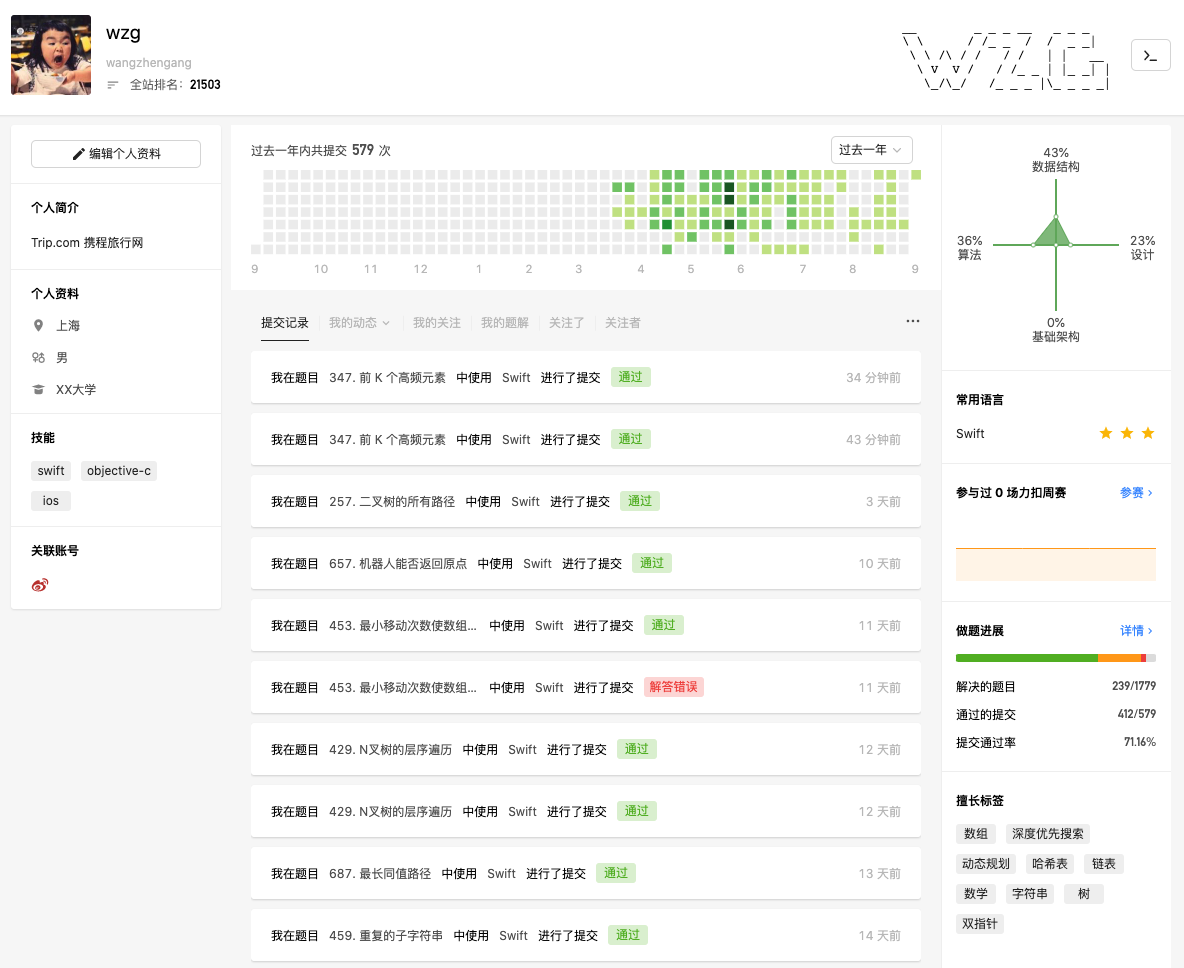 wzg
wangzhengang
全站排名: 21503
编辑个人资料
个人简介
Trip.com 携程旅行网
个人资料
上海
男
XX大学
技能
swift objective-c
ios
关联账号
过去一年内共提交 579 次
过去一年
9 10 11 12 1 2 3 4 5 6 7 8 9
提交记录 我的动态 我的关注 我的题解 关注了 关注者
我在题目 347. 前 K 个高频元素 中使用 Swift 进行了提交 通过 34 分钟前
我在题目 347. 前 K 个高频元素 中使用 Swift 进行了提交 通过 43 分钟前
我在题目 257. 二叉树的所有路径 中使用 Swift 进行了提交 通过 3 天前
我在题目 657. 机器人能否返回原点 中使用 Swift 进行了提交 通过 10 天前
我在题目 453. 最小移动次数使数组... 中使用 Swift 进行了提交 通过 11 天前
我在题目 453. 最小移动次数使数组... 中使用 Swift 进行了提交 解答错误 11 天前
我在题目 429. N叉树的层序遍历 中使用 Swift 进行了提交 通过 12 天前
我在题目 429. N叉树的层序遍历 中使用 Swift 进行了提交 通过 12 天前
我在题目 687. 最长同值路径 中使用 Swift 进行了提交 通过 13 天前
我在题目 459. 重复的子字符串 中使用 Swift 进行了提交 通过 14 天前
43%
数据结构
36%
算法
23%
设计
0%
基础架构
常用语言
Swift
参与过 0 场力扣周赛 参赛 ›
做题进展 详情 ›
解决的题目 239/1779
通过的提交 412/579
提交通过率 71.16%
擅长标签
数组 深度优先搜索
动态规划 哈希表 链表
数学 字符串 树
双指针